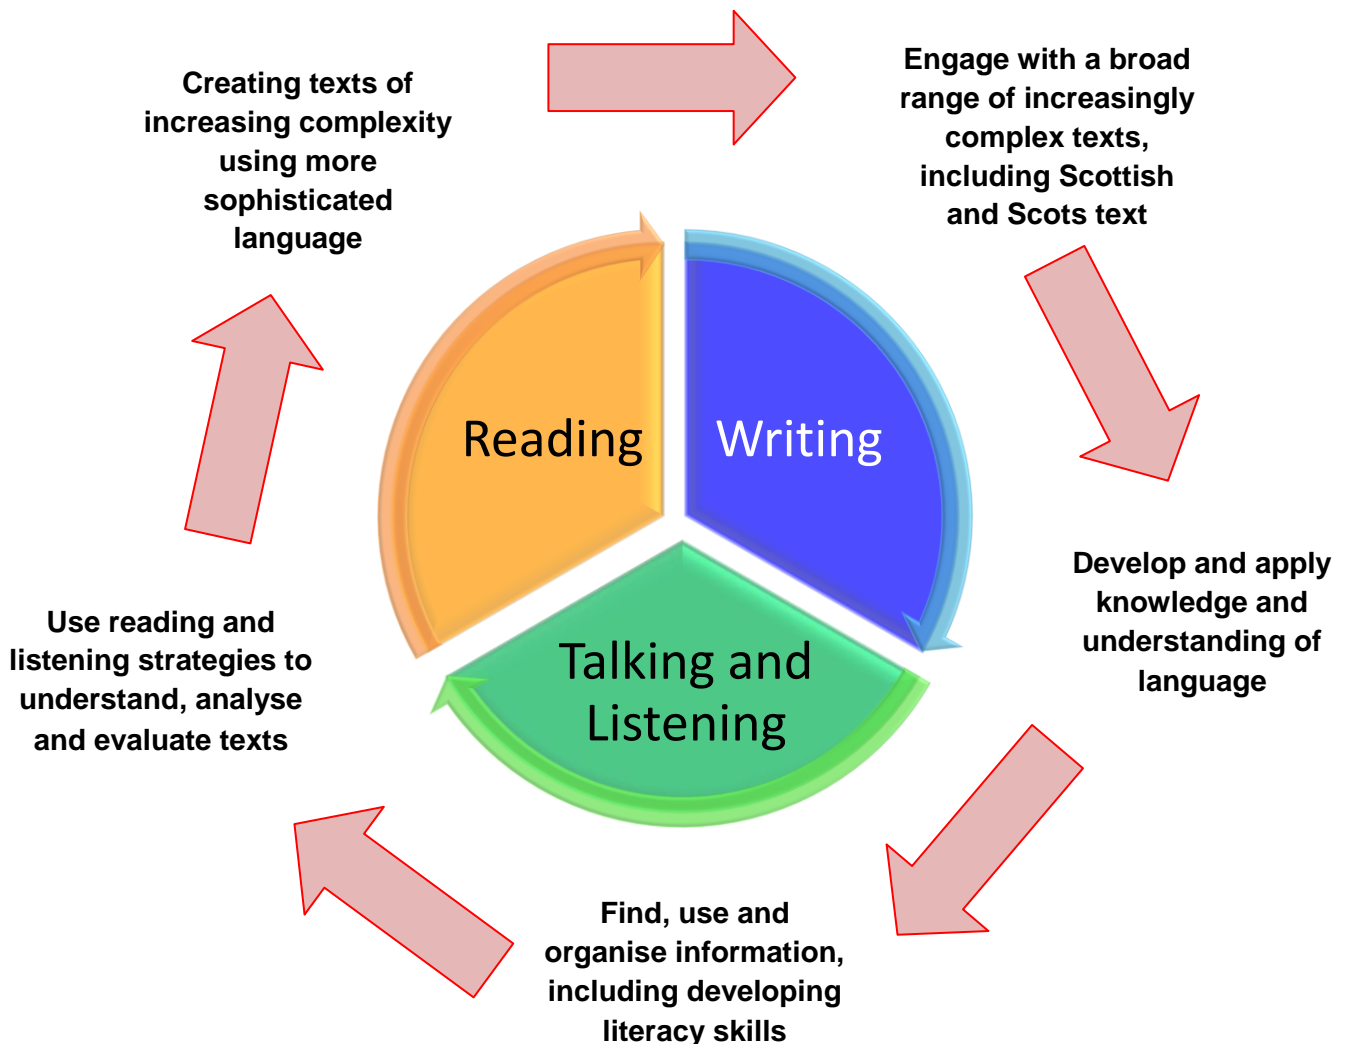 Creating texts of
increasing complexity
using more
sophisticated
language
Engage with a broad
range of increasingly
complex texts,
including Scottish
and Scots text
Reading
Writing
Talking and
Listening
Develop and apply
knowledge and
understanding of
language
Use reading and
listening strategies to
understand, analyse
and evaluate texts
Find, use and
organise information,
including developing
literacy skills